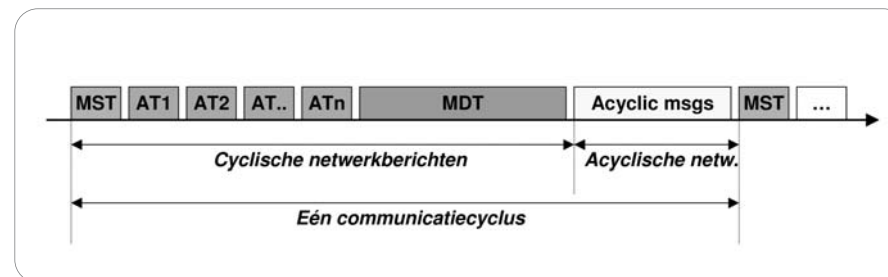 MST AT1 AT2 AT.. ATn MDT Acyclic msgs MST ...
Cyclische netwerkberichten Acyclische netw.
Eén communicatiecyclus